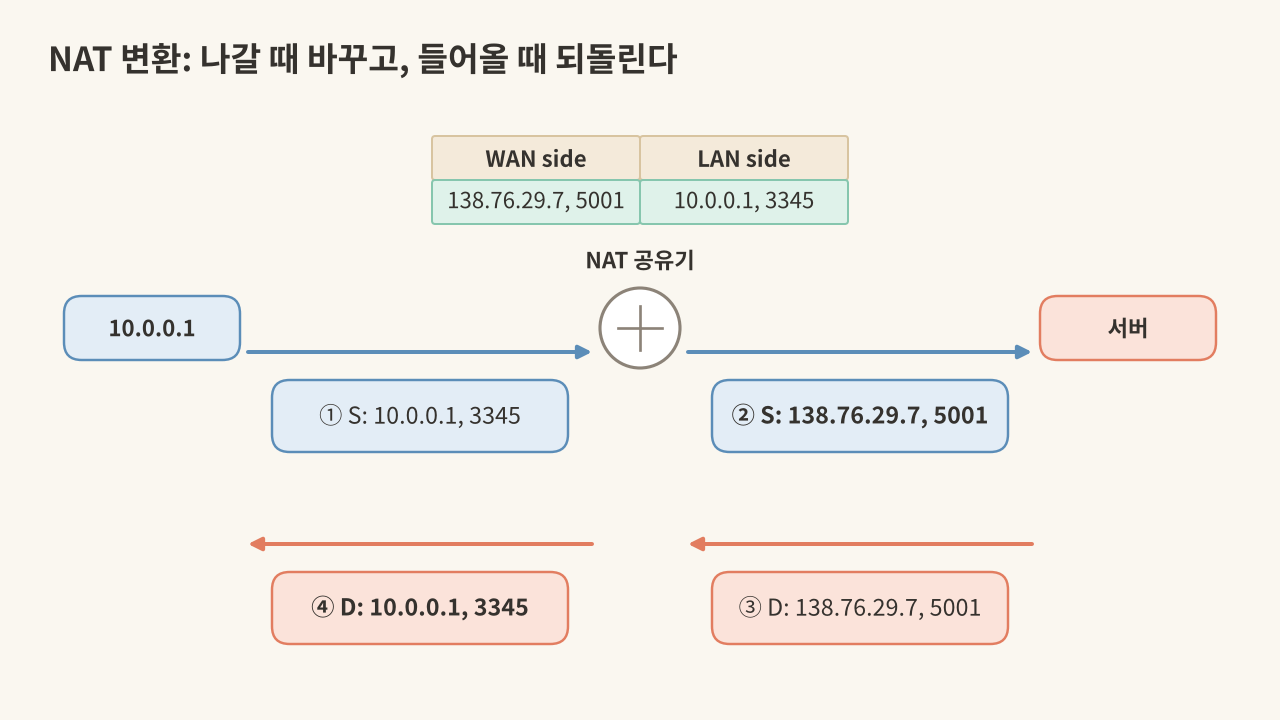 NAT 변환: 나갈 때 바꾸고, 들어올 때 되돌린다
WAN side
LAN side
138.76.29.7, 5001
10.0.0.1, 3345
NAT 공유기
10.0.0.1
서버
① S: 10.0.0.1, 3345
② S: 138.76.29.7, 5001
④ D: 10.0.0.1, 3345
③ D: 138.76.29.7, 5001